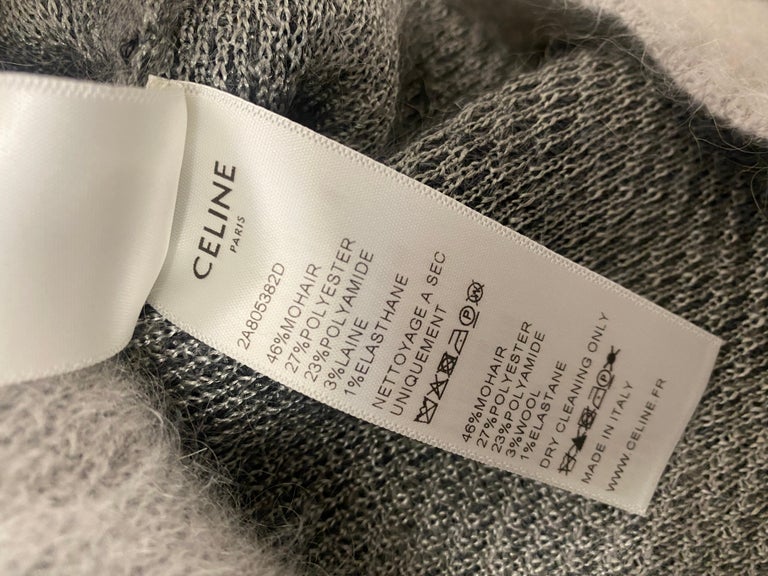 CELINE
PARIS
2A805382D
46%MOHAIR
27%POLYESTER
23%POLYAMIDE
3%LAINE
1%ELASTHANE
NETTOYAGE A SEC
UNIQUEMENT
46%MOHAIR
27%POLYESTER
23%POLYAMIDE
3%WOOL
1%ELASTANE
DRY CLEANING ONLY
MADE IN ITALY
WWW.CELINE.FR